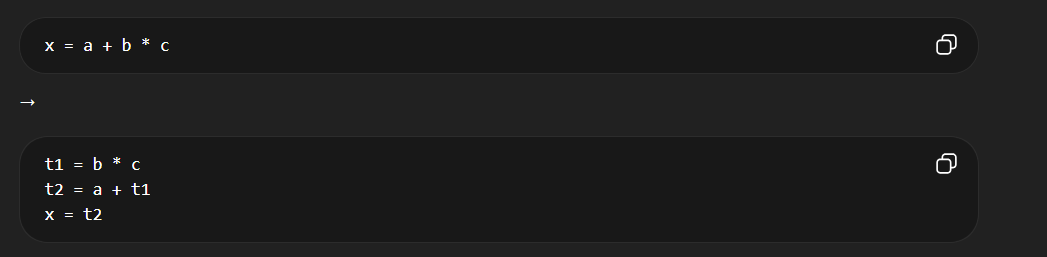 x = a + b * c
→
t1 = b * c
t2 = a + t1
x = t2